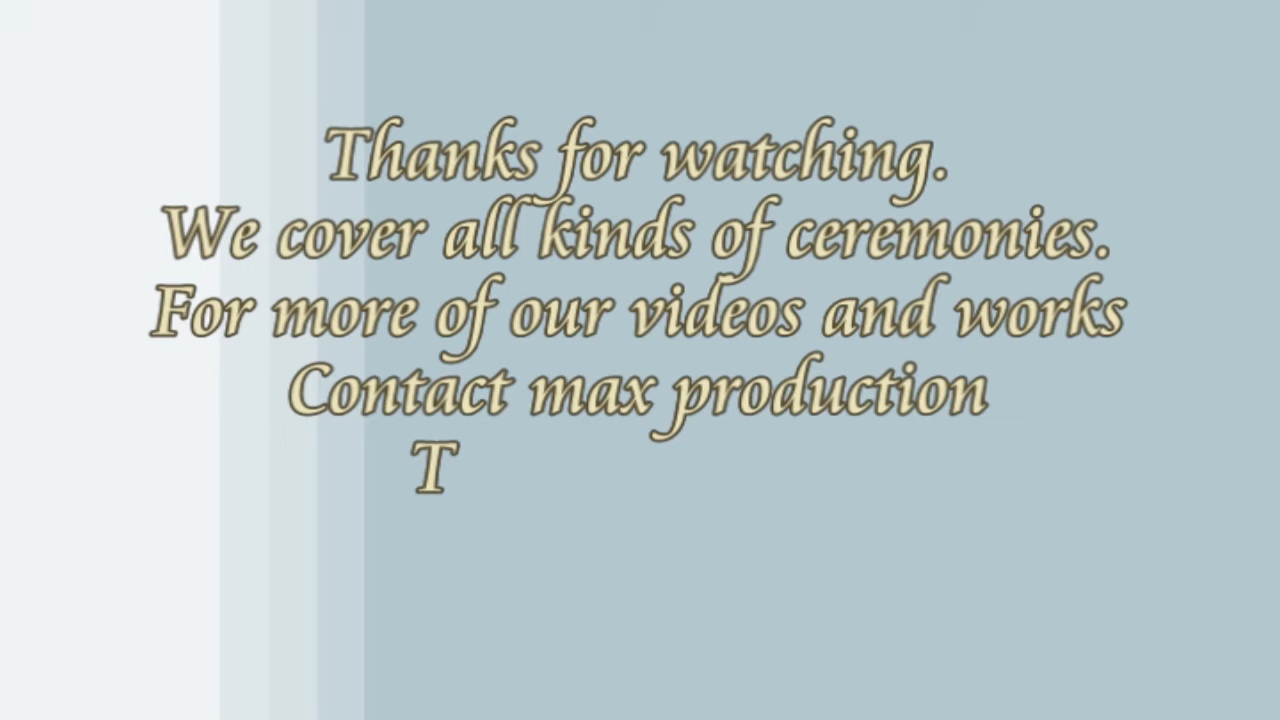 Thanks for watching.
We cover all kinds of ceremonies.
For more of our videos and works
Contact max production
T